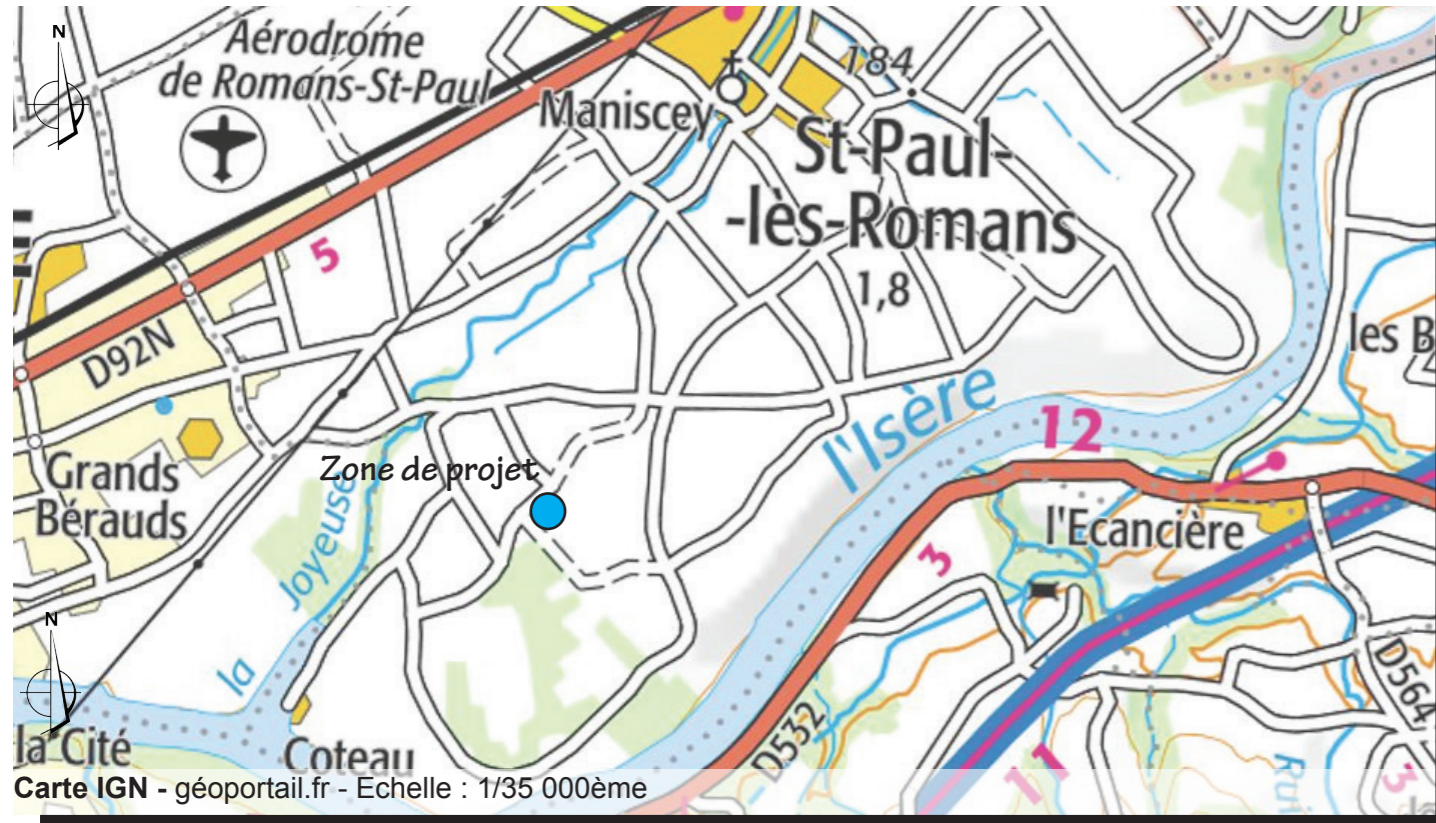 N
Aérodrome
de Romans-St-Paul
184
Maniscey
St-Paul-
-lès-Romans
5
1,8
D92N
les B
l'Isère
12
Grands
Bérauds
Zone de projet
Joyeuse
la
l'Ecancière
3
N
D564
D532
la Cité
Coteau
11
Rui
3
Carte IGN - géoportail.fr - Echelle : 1/35 000ème